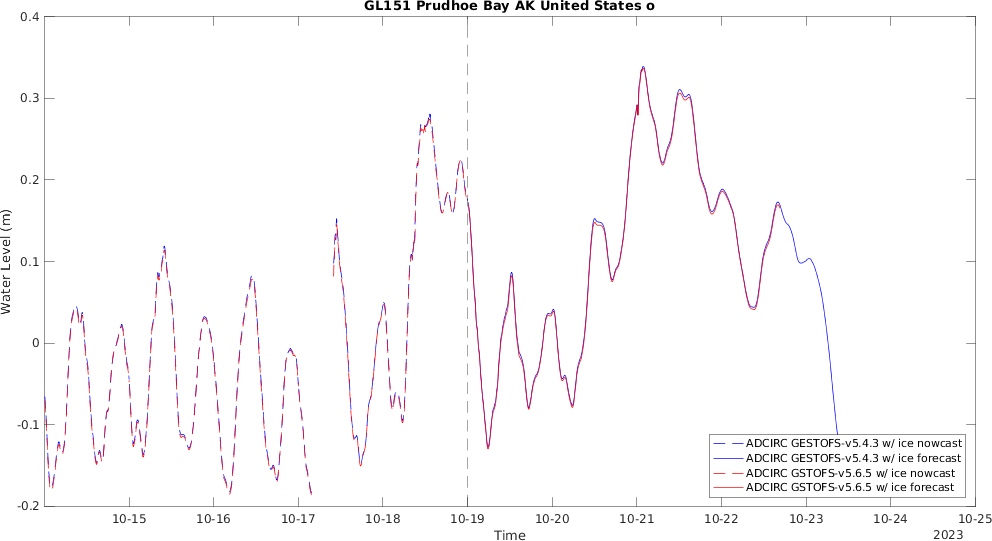 GL151 Prudhoe Bay AK United States o
Water Level (m)
0.4
0.3
0.2
0.1
0
-0.1
-0.2
ADCIRC GESTOFS-v5.4.3 w/ ice nowcast
ADCIRC GESTOFS-v5.4.3 w/ ice forecast
ADCIRC GSTOFS-v5.6.5 w/ ice nowcast
ADCIRC GSTOFS-v5.6.5 w/ ice forecast
10-15 10-16 10-17 10-18 10-19 10-20 10-21 10-22 10-23 10-24 10-25
Time
2023